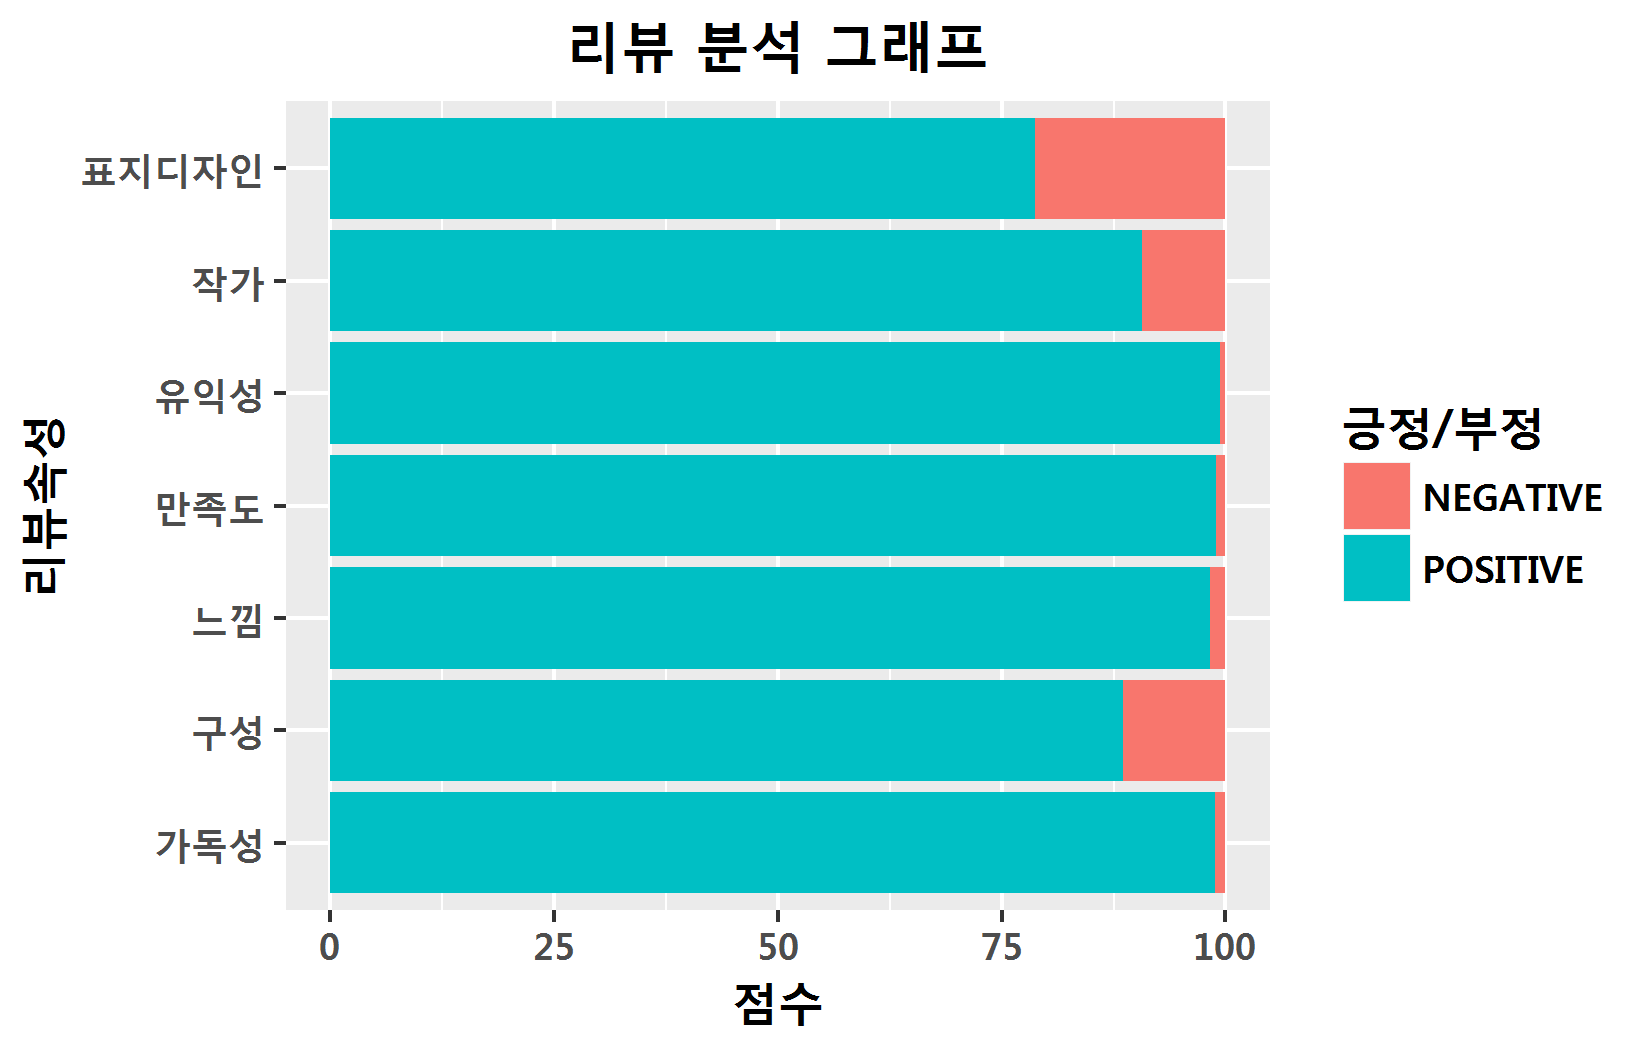 리뷰 분석 그래프
표지디자인
작가
유익성
만족도
느낌
구성
가독성
리뷰속성
0 25 50 75 100
점수
긍정/부정
NEGATIVE
POSITIVE